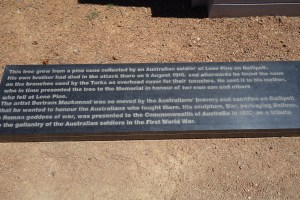 This tree grew from a pine cone collected by an Australian soldier at Lone Pine on Gallipoli.
His own brother had died in the attack there on 6 August 1915, and afterwards he found the cone
on the branches used by the Turks as overhead cover for their trenches. He sent it to his mother,
who in time presented the tree to the Memorial in honour of her own son and others
who fell at Lone Pine.
The artist Bertram Mackennal was so moved by the Australians' bravery and sacrifice on Gallipoli
that he wanted to honour the Australians who fought there. His sculpture, War, portraying Bellona,
Roman goddess of war, was presented to the Commonwealth of Australia in as a tribute
to the gallantry of the Australian soldiers in the First World War.